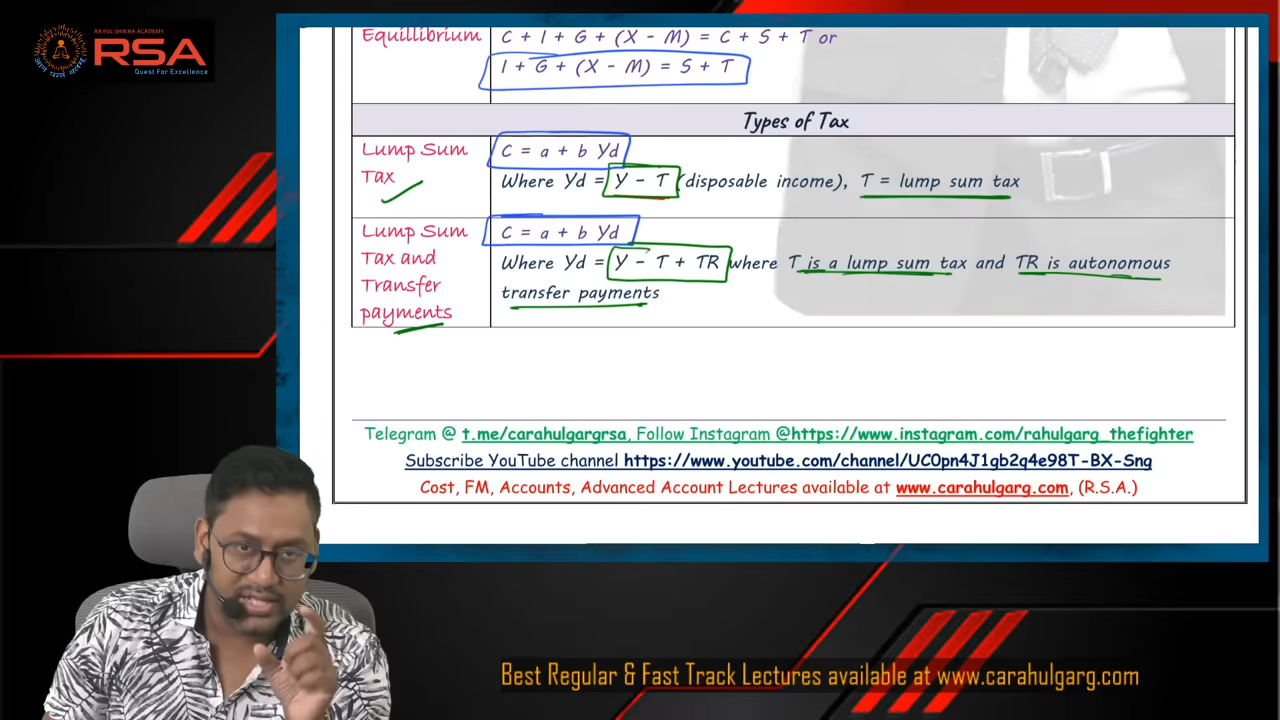 RAHUL SHIKHA ACADEMY
RSA
Quest For Excellence
Equillibrium
C + I + G + (X - M) = C + S + T or
I + G + (X - M) = S + T
Types of Tax
Lump Sum
Tax
C = a + b Yd
Where Yd = Y - T (disposable income), T = lump sum tax
Lump Sum
Tax and
Transfer
payments
C = a + b Yd
Where Yd = Y - T + TR where T is a lump sum tax and TR is autonomous
transfer payments
Telegram @ t.me/carahulgargrsa, Follow Instagram @https://www.instagram.com/rahulgarg_thefighter
Subscribe YouTube channel https://www.youtube.com/channel/UC0pn4J1gb2q4e98T-BX-Sng
Cost, FM, Accounts, Advanced Account Lectures available at www.carahulgarg.com, (R.S.A.)
Best Regular & Fast Track Lectures available at www.carahulgarg.com